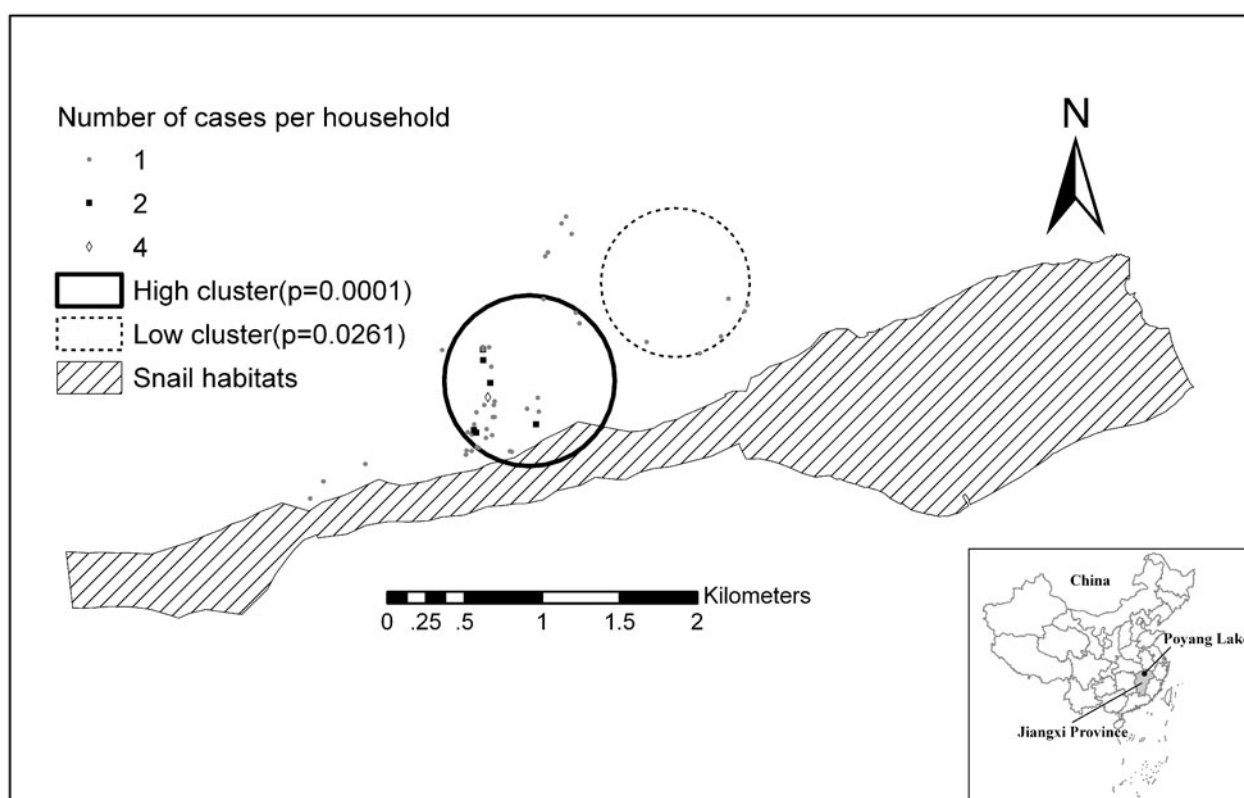 Number of cases per household
1
2
4
High cluster(p=0.0001)
Low cluster(p=0.0261)
Snail habitats
N
Kilometers
0 .25 .5 1 1.5 2
China
Poyang Lake
Jiangxi Province